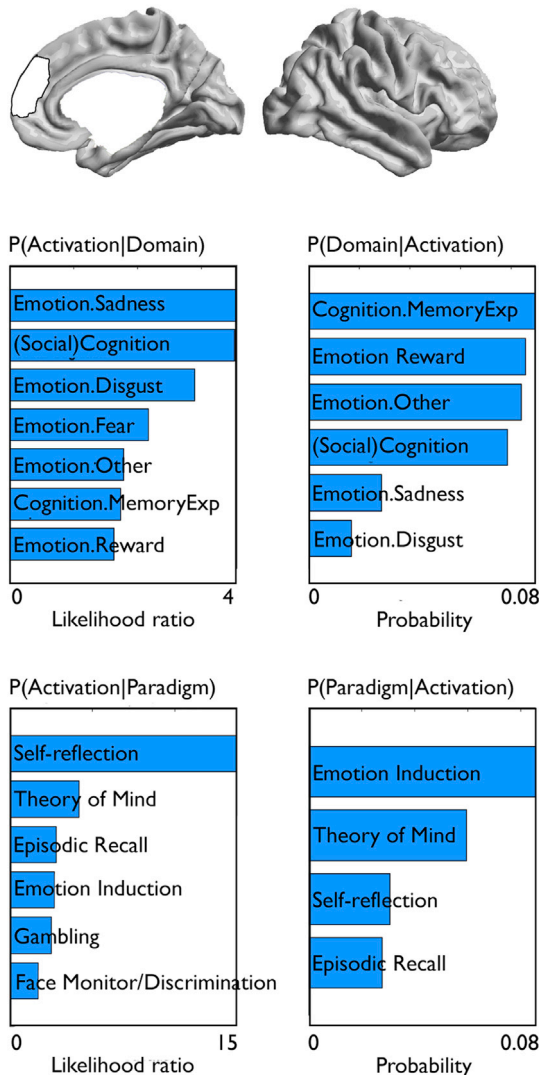 P(Activation|Domain)
Emotion.Sadness
(Social)Cognition
Emotion.Disgust
Emotion.Fear
Emotion.Other
Cognition.MemoryExp
Emotion.Reward
0 4
Likelihood ratio
P(Domain|Activation)
Cognition.MemoryExp
Emotion Reward
Emotion.Other
(Social)Cognition
Emotion.Sadness
Emotion.Disgust
0 0.08
Probability
P(Activation|Paradigm)
Self-reflection
Theory of Mind
Episodic Recall
Emotion Induction
Gambling
Face Monitor/Discrimination
0 15
Likelihood ratio
P(Paradigm|Activation)
Emotion Induction
Theory of Mind
Self-reflection
Episodic Recall
0 0.08
Probability